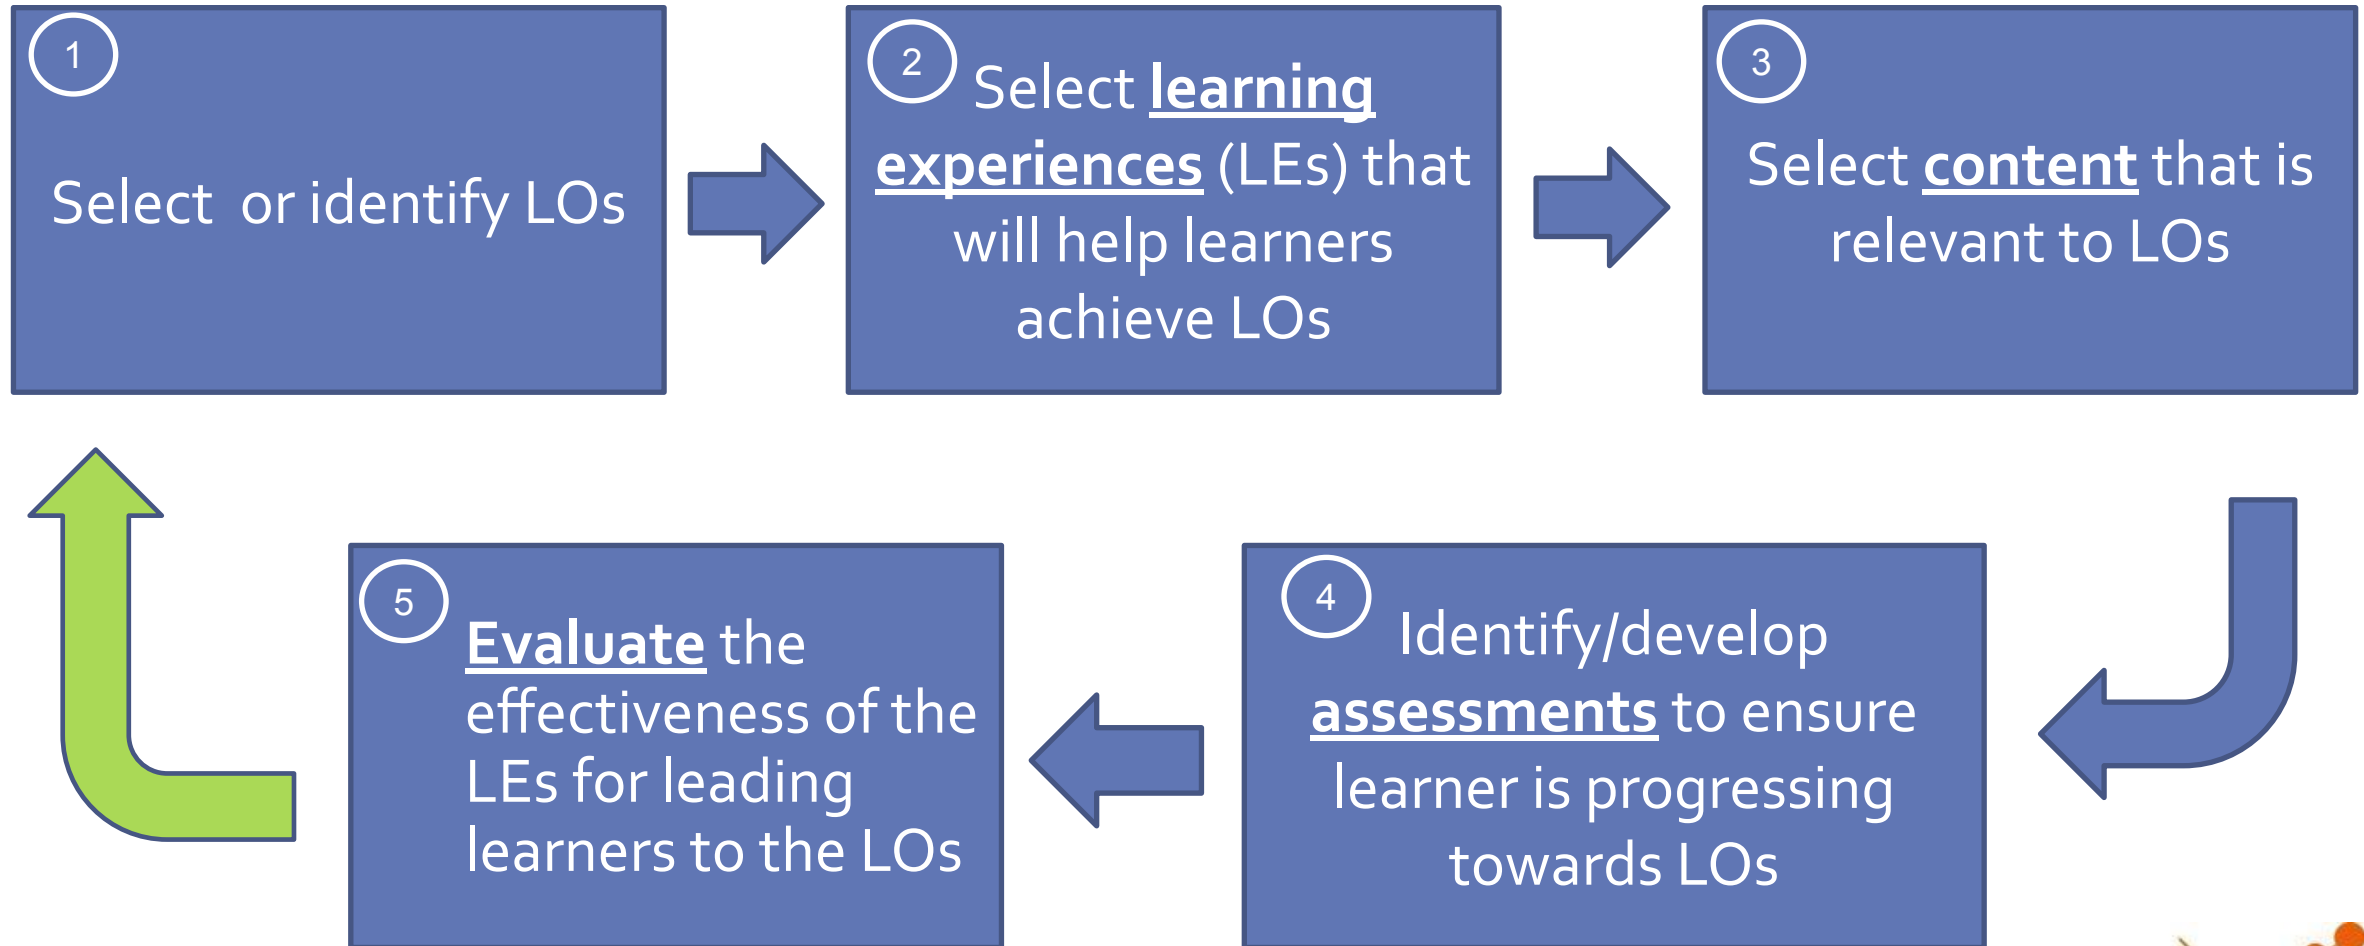 1
Select  or identify LOs
2
Select learning
experiences (LEs) that
will help learners
achieve LOs
3
Select content that is
relevant to LOs
5
Evaluate the
effectiveness of the
LEs for leading
learners to the LOs
4
Identify/develop
assessments to ensure
learner is progressing
towards LOs